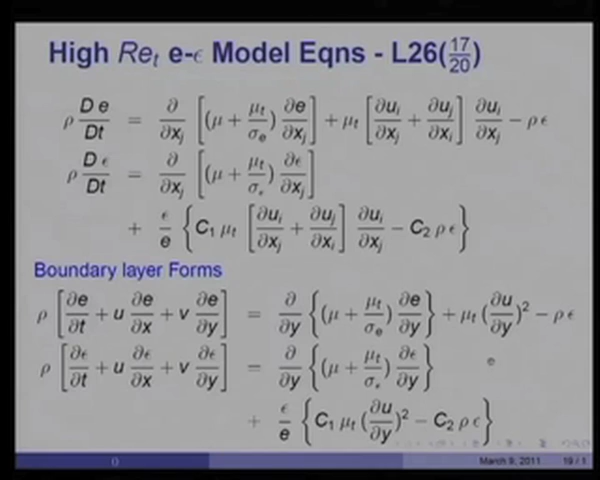 High Re_t e-ϵ Model Eqns - L26(17/20)
ρ D e/Dt = ∂/∂x_j [(μ + μ_t/σ_e) ∂e/∂x_j] + μ_t [∂u_i/∂x_j + ∂u_j/∂x_i] ∂u_i/∂x_j − ρ ϵ
ρ D ϵ/Dt = ∂/∂x_j [(μ + μ_t/σ_ϵ) ∂ϵ/∂x_j]
+ ϵ/e {C_1 μ_t [∂u_i/∂x_j + ∂u_j/∂x_i] ∂u_i/∂x_j − C_2 ρ ϵ}
Boundary layer Forms
ρ [∂e/∂t + u ∂e/∂x + v ∂e/∂y] = ∂/∂y {(μ + μ_t/σ_e) ∂e/∂y} + μ_t (∂u/∂y)² − ρ ϵ
ρ [∂ϵ/∂t + u ∂ϵ/∂x + v ∂ϵ/∂y] = ∂/∂y {(μ + μ_t/σ_ϵ) ∂ϵ/∂y}
+ ϵ/e {C_1 μ_t (∂u/∂y)² − C_2 ρ ϵ}
() March 9, 2011 19 / 1